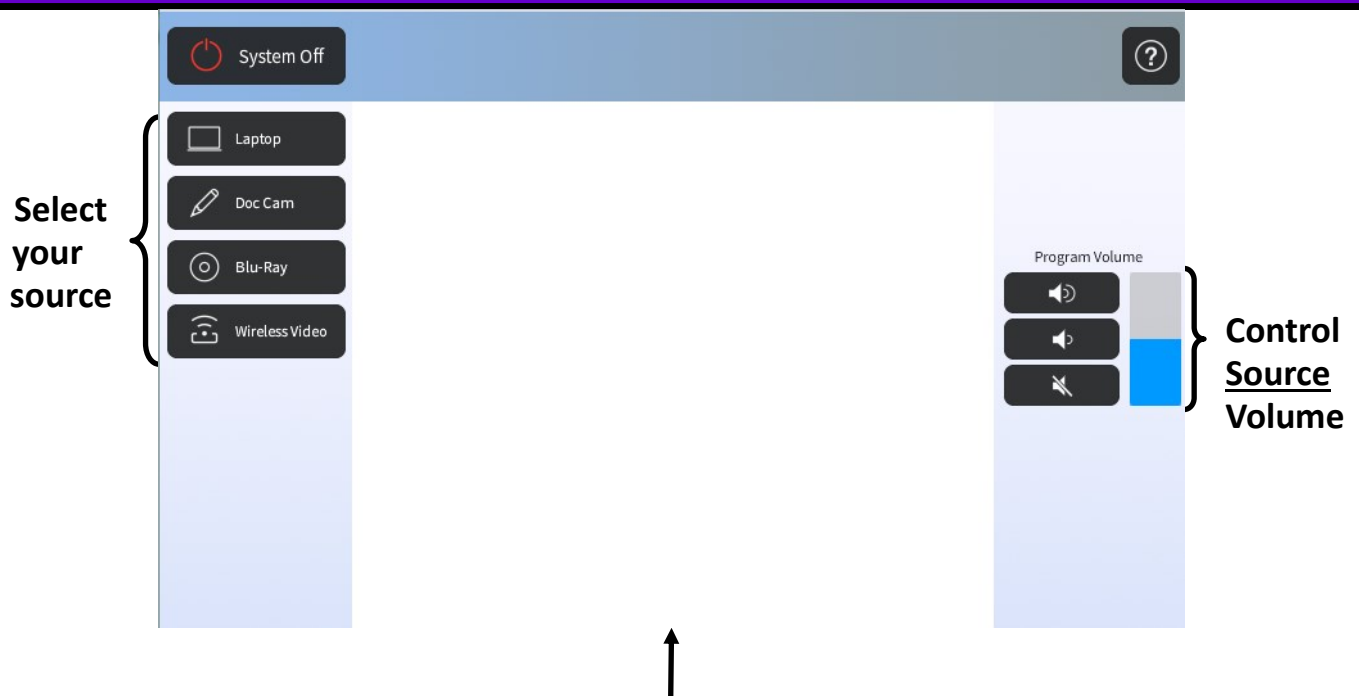 System Off
?
Laptop
Doc Cam
Blu-Ray
Wireless Video
Select
your
source
Program Volume
Control
Source
Volume